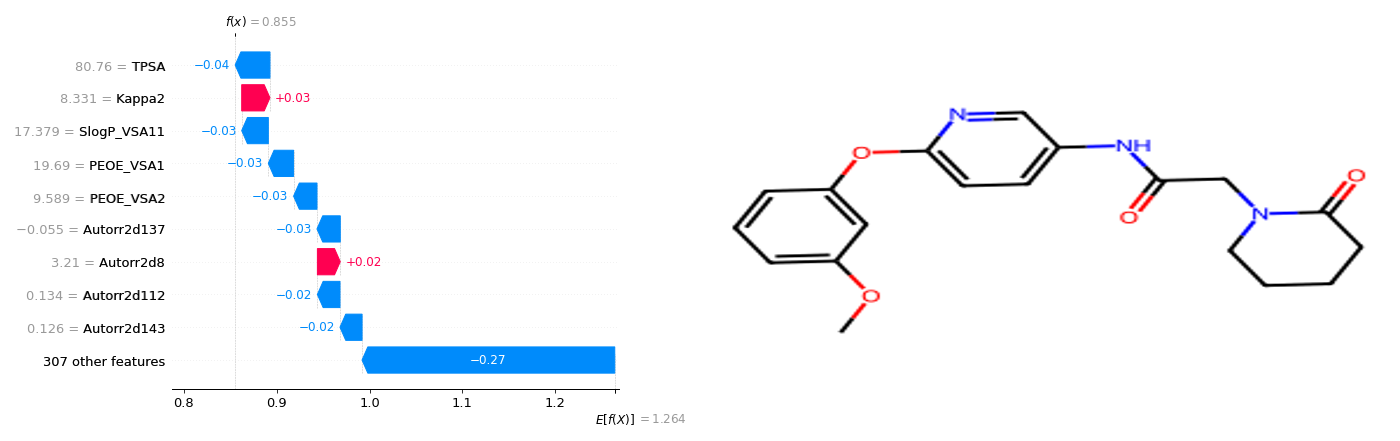 f(x) = 0.855
80.76 = TPSA
−0.04
8.331 = Kappa2
+0.03
17.379 = SlogP_VSA11
−0.03
19.69 = PEOE_VSA1
−0.03
9.589 = PEOE_VSA2
−0.03
−0.055 = Autorr2d137
−0.03
3.21 = Autorr2d8
+0.02
0.134 = Autorr2d112
−0.02
0.126 = Autorr2d143
−0.02
307 other features
−0.27
0.8 0.9 1.0 1.1 1.2
E[f(X)] = 1.264
N
O
NH
O
O
N
O